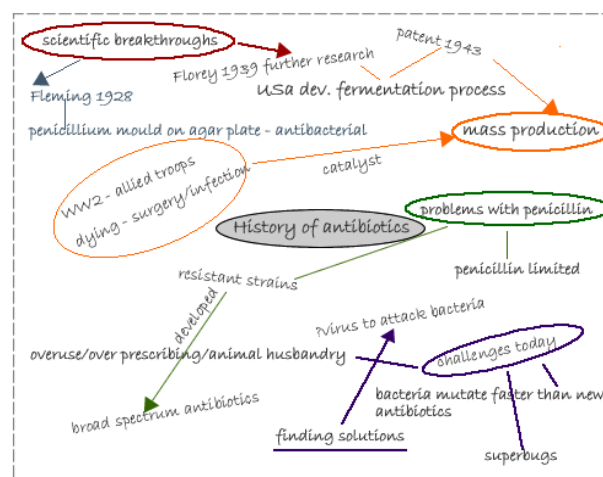 scientific breakthroughs
patent 1943
Florey 1939 further research
USa dev. fermentation process
Fleming 1928
penicillium mould on agar plate - antibacterial
mass production
catalyst
WW2 - allied troops
dying - surgery/infection
problems with penicillin
History of antibiotics
penicillin limited
resistant strains
developed
?virus to attack bacteria
overuse/over prescribing/animal husbandry
challenges today
bacteria mutate faster than new
antibiotics
broad spectrum antibiotics
finding solutions
superbugs